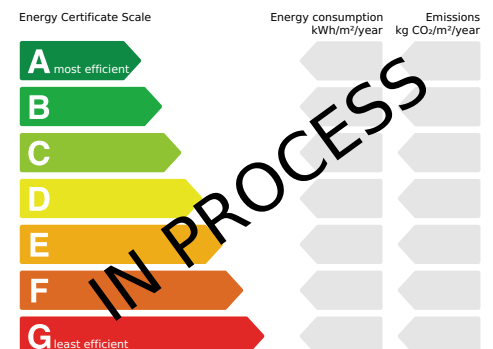 Energy Certificate Scale
Energy consumption
kWh/m²/year
Emissions
kg CO₂/m²/year
A most efficient
B
C
D
E
F
G least efficient
IN PROCESS